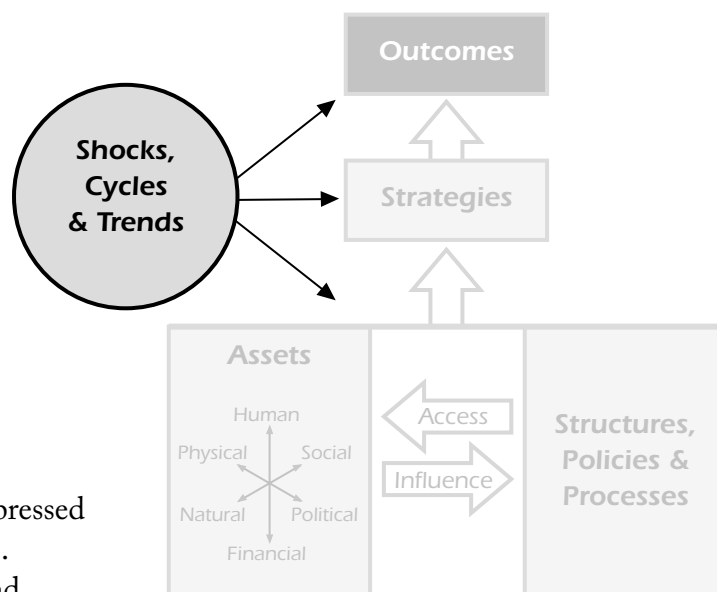 Outcomes
Shocks,
Cycles
& Trends
Strategies
Assets
Human
Physical
Social
Natural
Political
Financial
Access
Influence
Structures,
Policies &
Processes